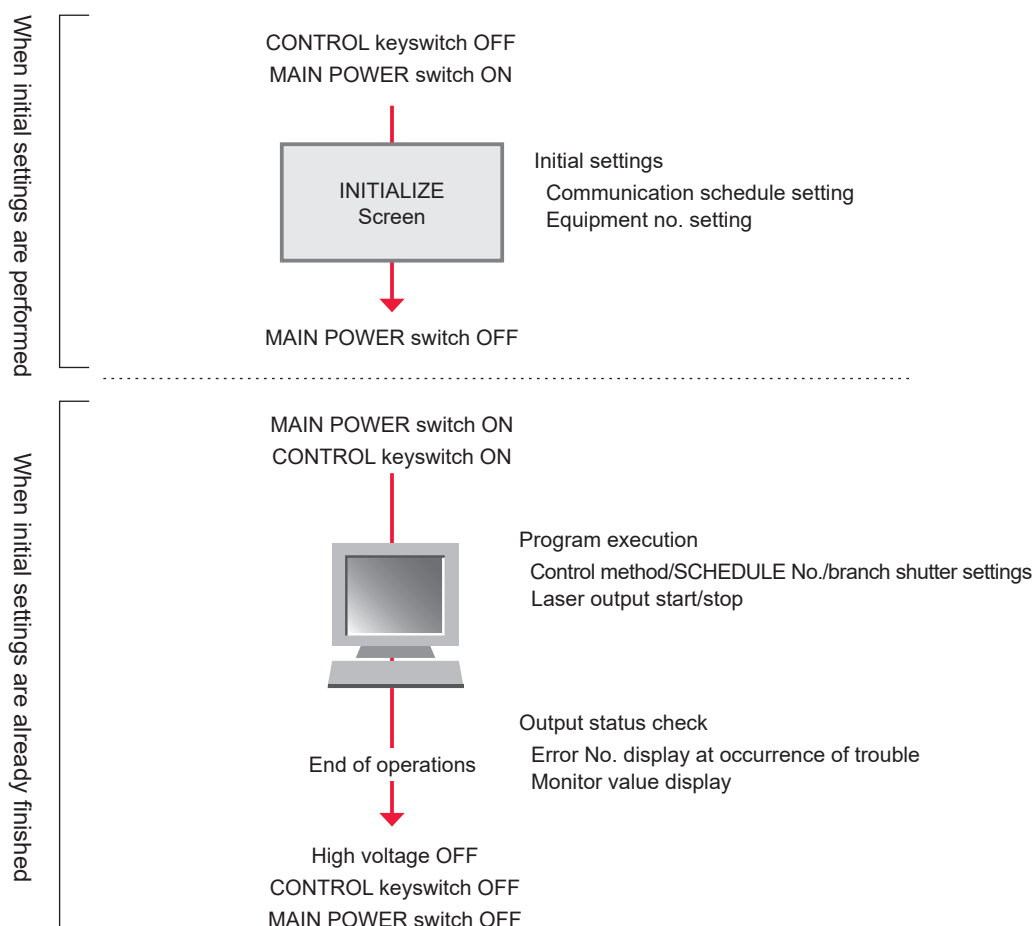 When initial settings are performed
CONTROL keyswitch OFF
MAIN POWER switch ON
INITIALIZE
Screen
Initial settings
Communication schedule setting
Equipment no. setting
MAIN POWER switch OFF
When initial settings are already finished
MAIN POWER switch ON
CONTROL keyswitch ON
Program execution
Control method/SCHEDULE No./branch shutter settings
Laser output start/stop
Output status check
Error No. display at occurrence of trouble
Monitor value display
End of operations
High voltage OFF
CONTROL keyswitch OFF
MAIN POWER switch OFF